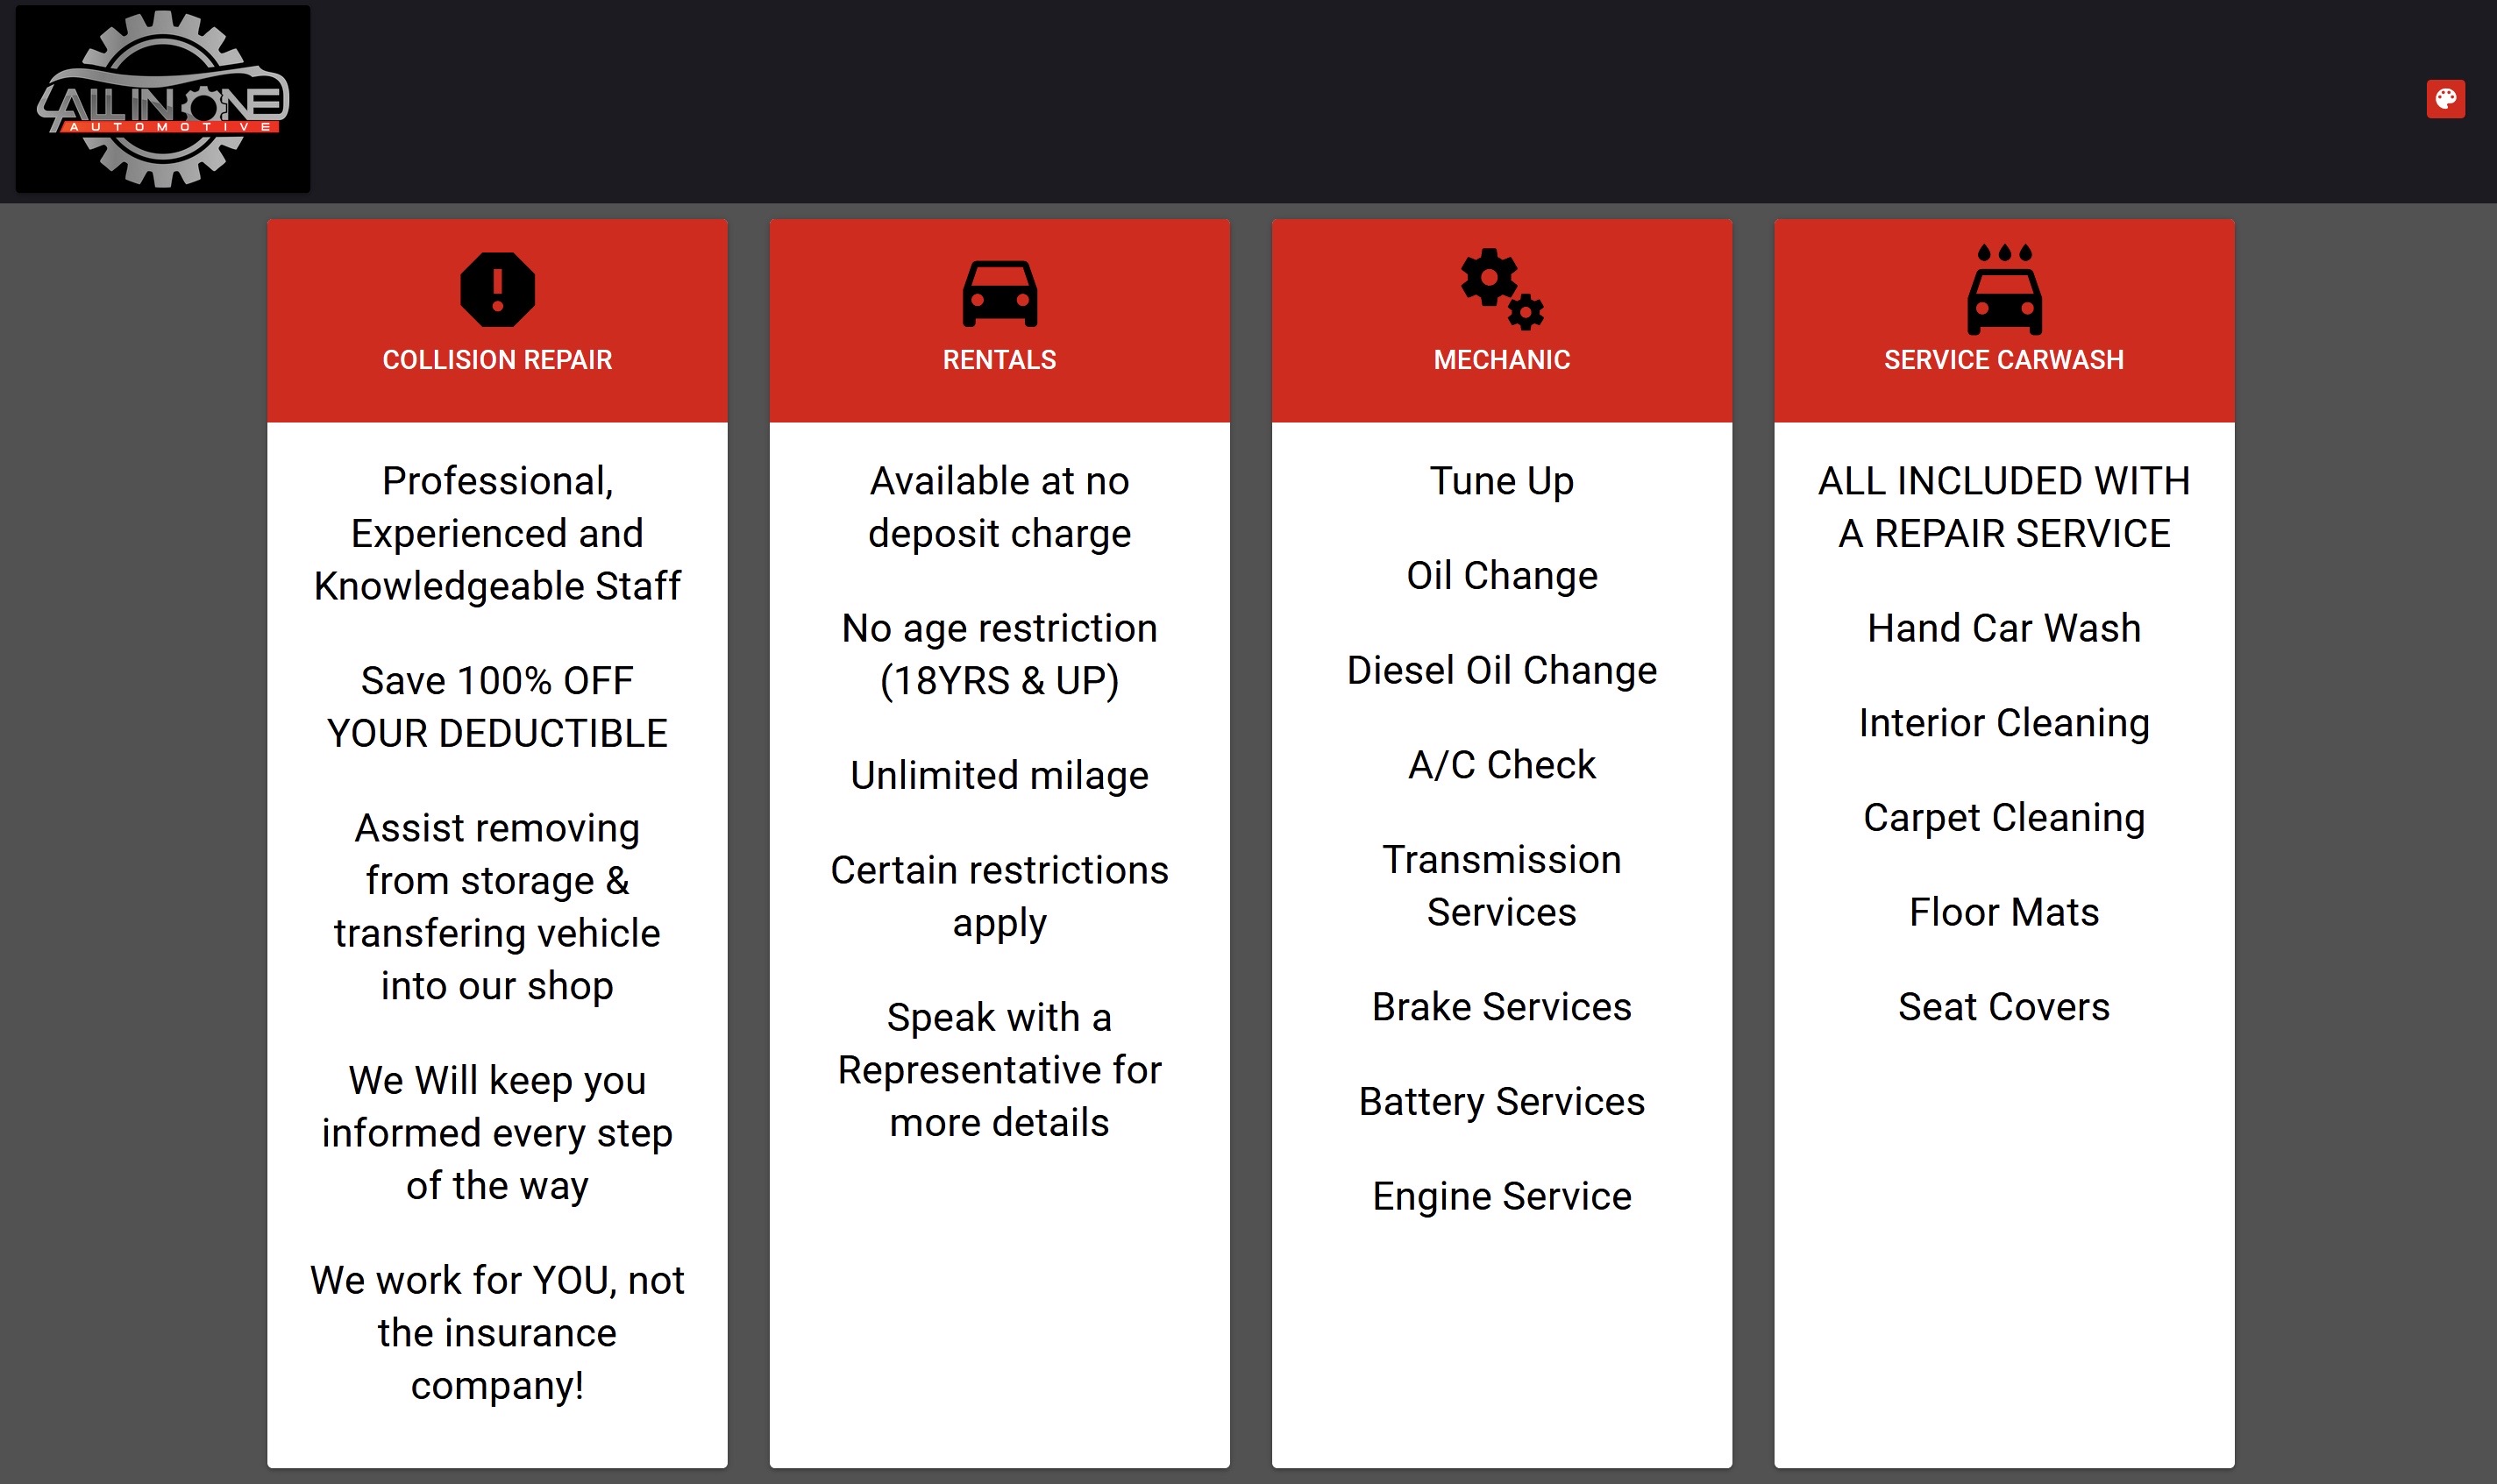 ALL IN ONE
AUTOMOTIVE
COLLISION REPAIR
Professional,
Experienced and
Knowledgeable Staff
Save 100% OFF
YOUR DEDUCTIBLE
Assist removing
from storage &
transfering vehicle
into our shop
We Will keep you
informed every step
of the way
We work for YOU, not
the insurance
company!
RENTALS
Available at no
deposit charge
No age restriction
(18YRS & UP)
Unlimited milage
Certain restrictions
apply
Speak with a
Representative for
more details
MECHANIC
Tune Up
Oil Change
Diesel Oil Change
A/C Check
Transmission
Services
Brake Services
Battery Services
Engine Service
SERVICE CARWASH
ALL INCLUDED WITH
A REPAIR SERVICE
Hand Car Wash
Interior Cleaning
Carpet Cleaning
Floor Mats
Seat Covers